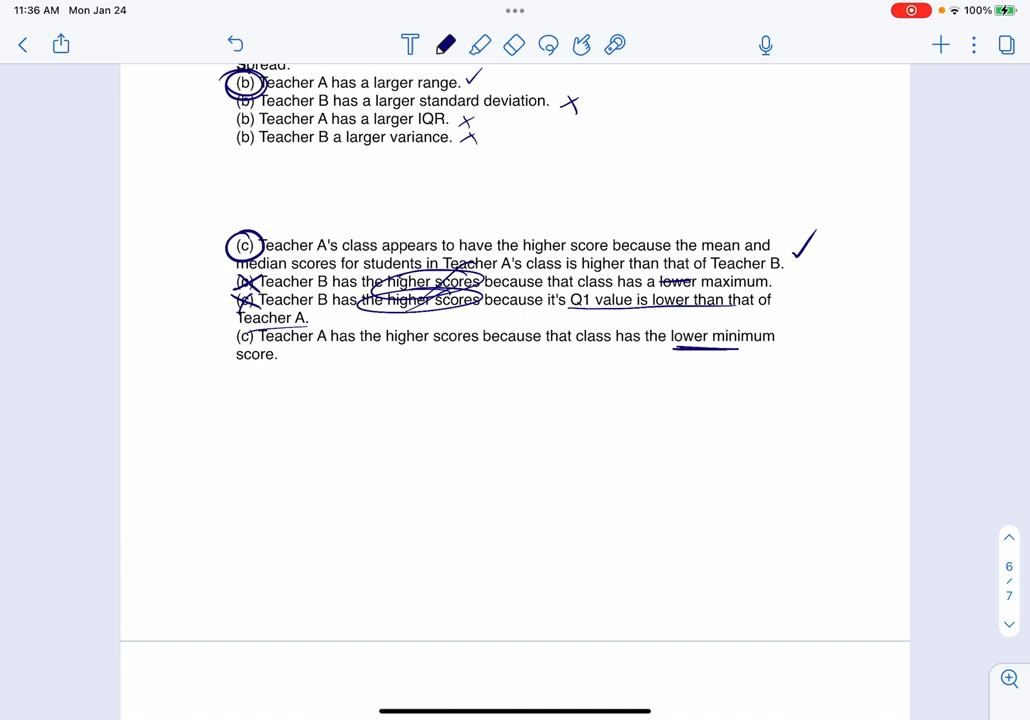 11:36 AM Mon Jan 24
100%
Spread:
(b) Teacher A has a larger range.
(b) Teacher B has a larger standard deviation.
(b) Teacher A has a larger IQR.
(b) Teacher B a larger variance.
(c) Teacher A's class appears to have the higher score because the mean and
median scores for students in Teacher A's class is higher than that of Teacher B.
(c) Teacher B has the higher scores because that class has a lower maximum.
(c) Teacher B has the higher scores because it's Q1 value is lower than that of
Teacher A.
(c) Teacher A has the higher scores because that class has the lower minimum
score.
6
/
7